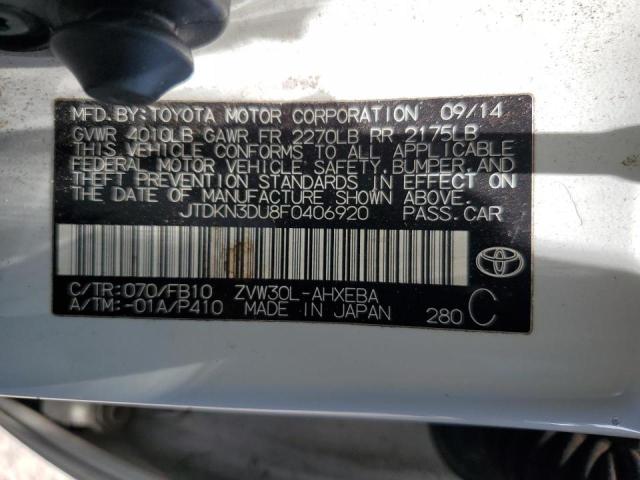 MFD. BY: TOYOTA MOTOR CORPORATION 09/14
GVWR 4010LB GAWR FR 2270LB RR 2175LB
THIS VEHICLE CONFORMS TO ALL APPLICABLE
FEDERAL MOTOR VEHICLE SAFETY, BUMPER, AND
THEFT PREVENTION STANDARDS IN EFFECT ON
THE DATE OF MANUFACTURE SHOWN ABOVE.
JTDKN3DU8F0406920 PASS. CAR
C/TR: 070/FB10 ZVW30L-AHXEBA
A/TM: -01A/P410 MADE IN JAPAN 280 C